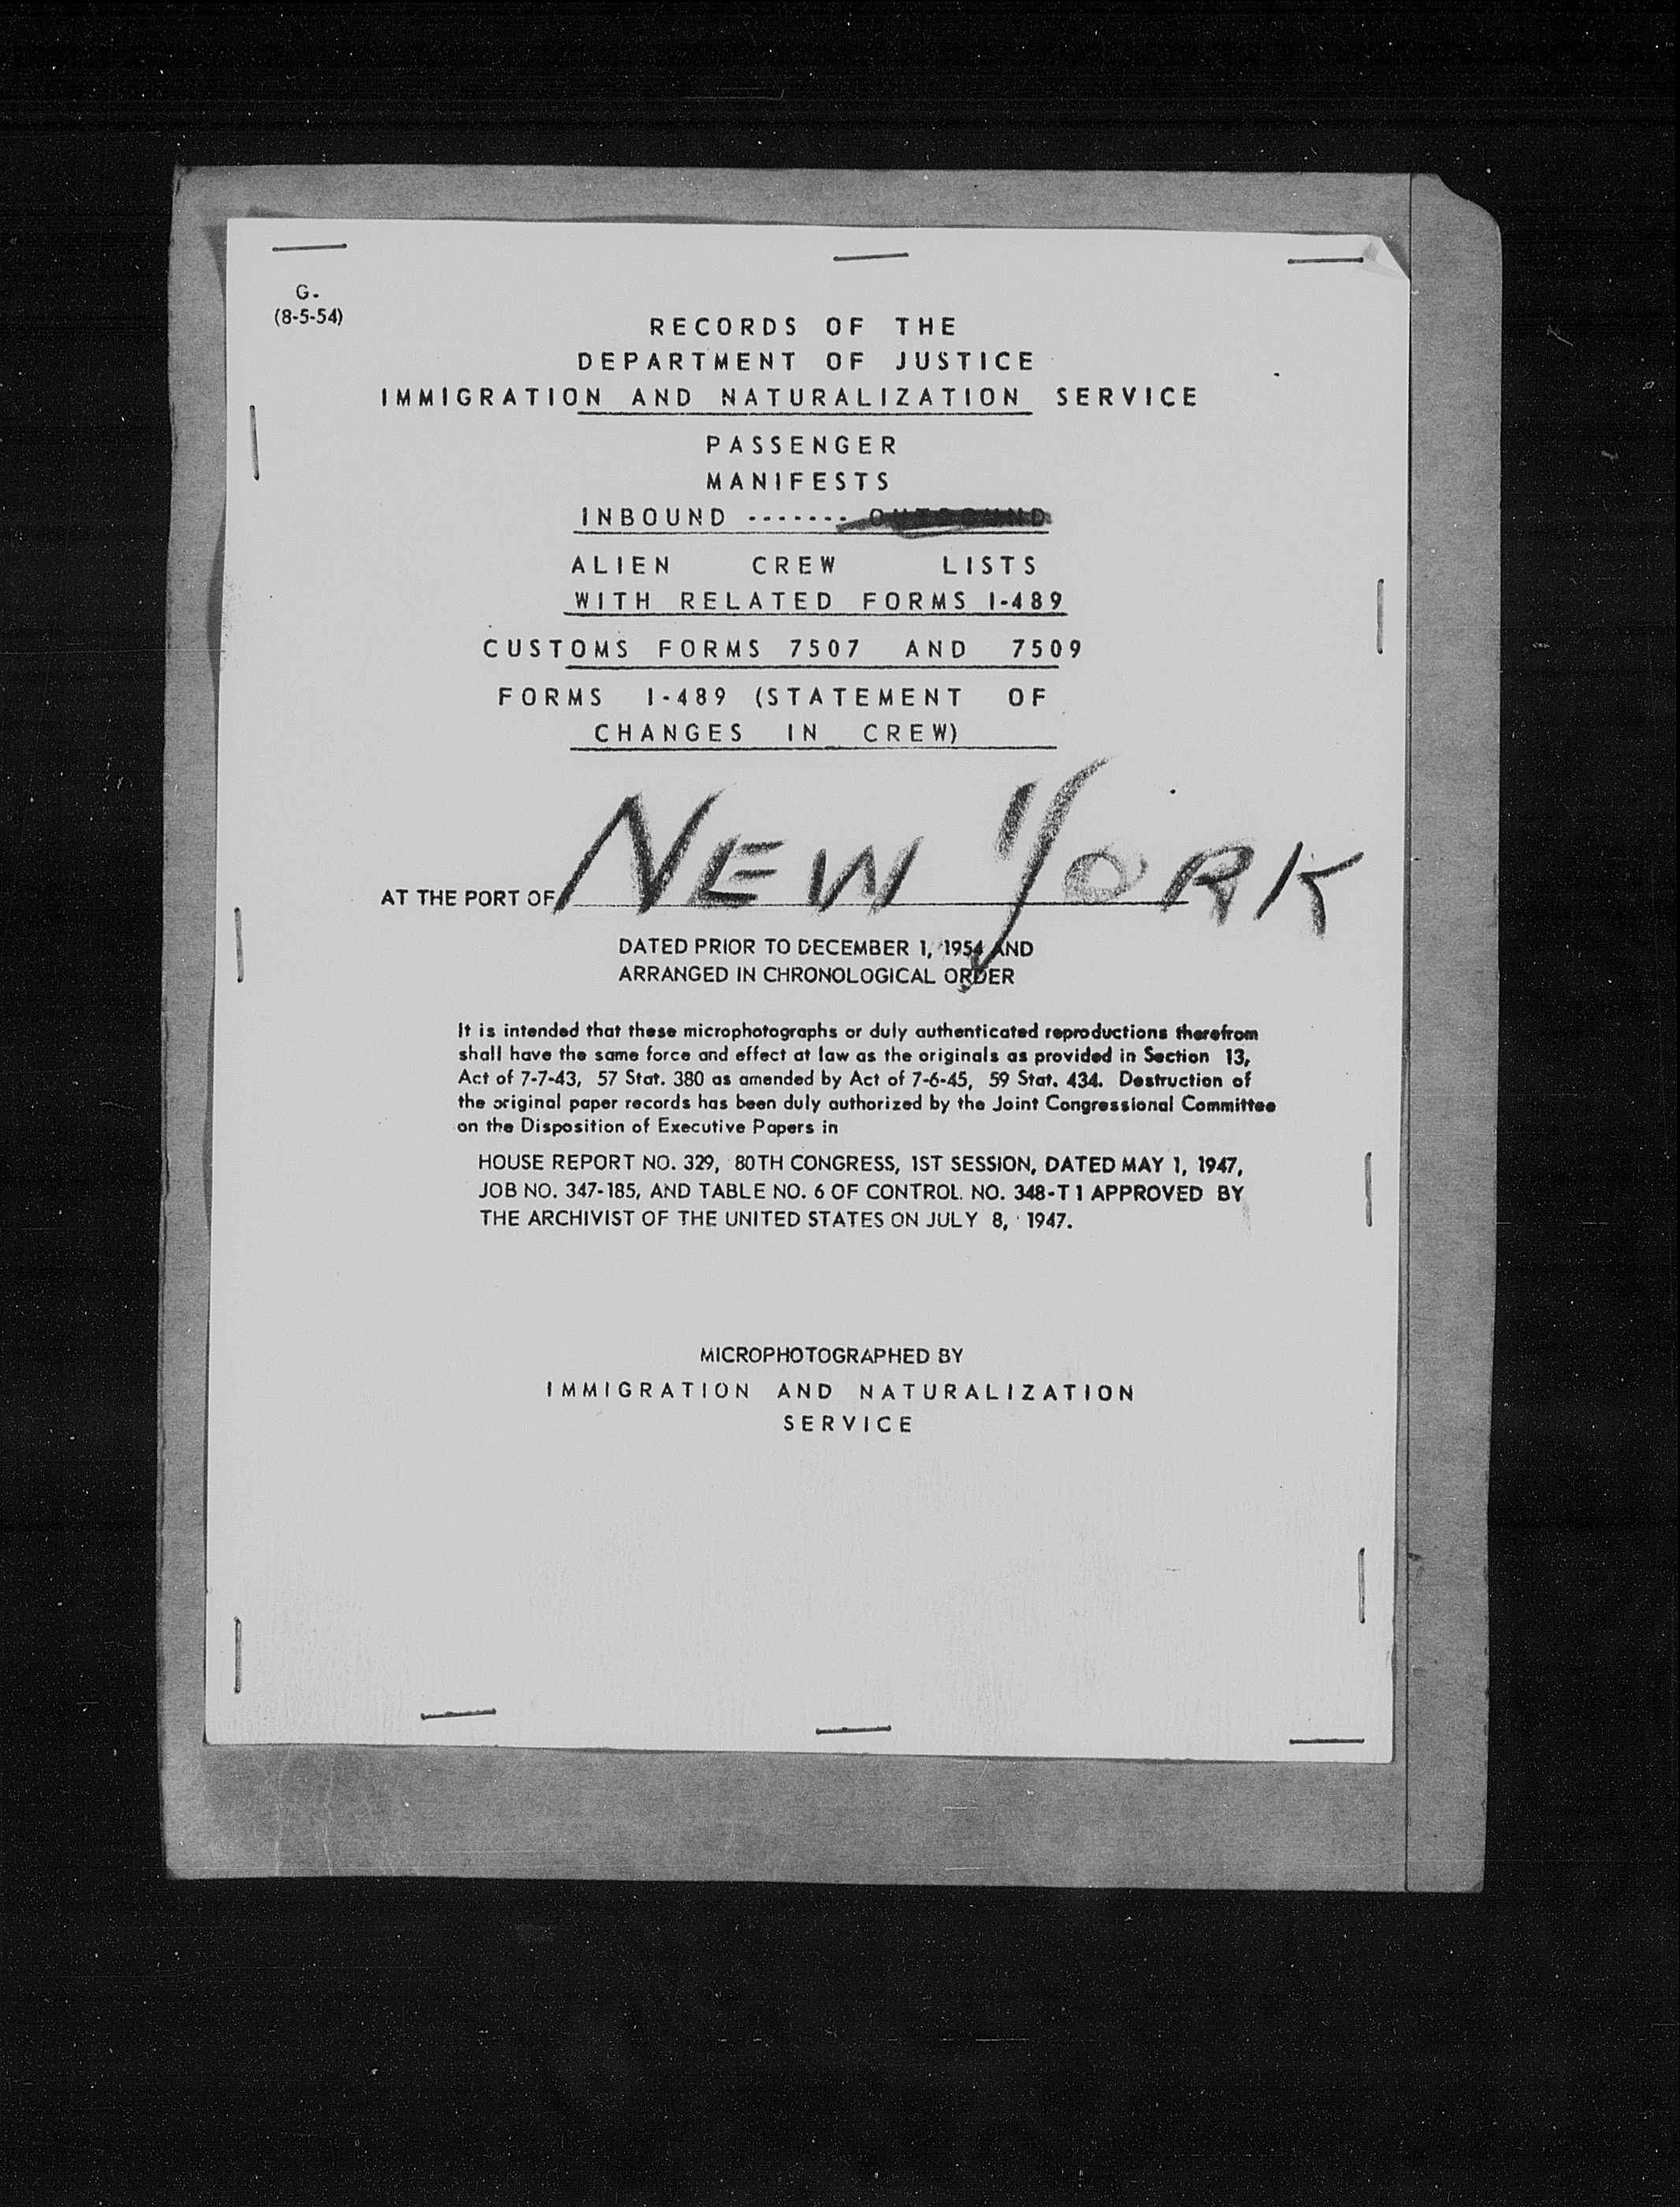 G.
(8-5-54)
RECORDS OF THE
DEPARTMENT OF JUSTICE
IMMIGRATION AND NATURALIZATION SERVICE
PASSENGER
MANIFESTS
INBOUND ------- OUTBOUND
ALIEN CREW LISTS
WITH RELATED FORMS I-489
CUSTOMS FORMS 7507 AND 7509
FORMS I-489 (STATEMENT OF
CHANGES IN CREW)
AT THE PORT OF NEW YORK
DATED PRIOR TO DECEMBER 1, 1954 AND
ARRANGED IN CHRONOLOGICAL ORDER
It is intended that these microphotographs or duly authenticated reproductions therefrom
shall have the same force and effect at law as the originals as provided in Section 13,
Act of 7-7-43, 57 Stat. 380 as amended by Act of 7-6-45, 59 Stat. 434. Destruction of
the original paper records has been duly authorized by the Joint Congressional Committee
on the Disposition of Executive Papers in
HOUSE REPORT NO. 329, 80TH CONGRESS, 1ST SESSION, DATED MAY 1, 1947,
JOB NO. 347-185, AND TABLE NO. 6 OF CONTROL NO. 348-T1 APPROVED BY
THE ARCHIVIST OF THE UNITED STATES ON JULY 8, 1947.
MICROPHOTOGRAPHED BY
IMMIGRATION AND NATURALIZATION
SERVICE